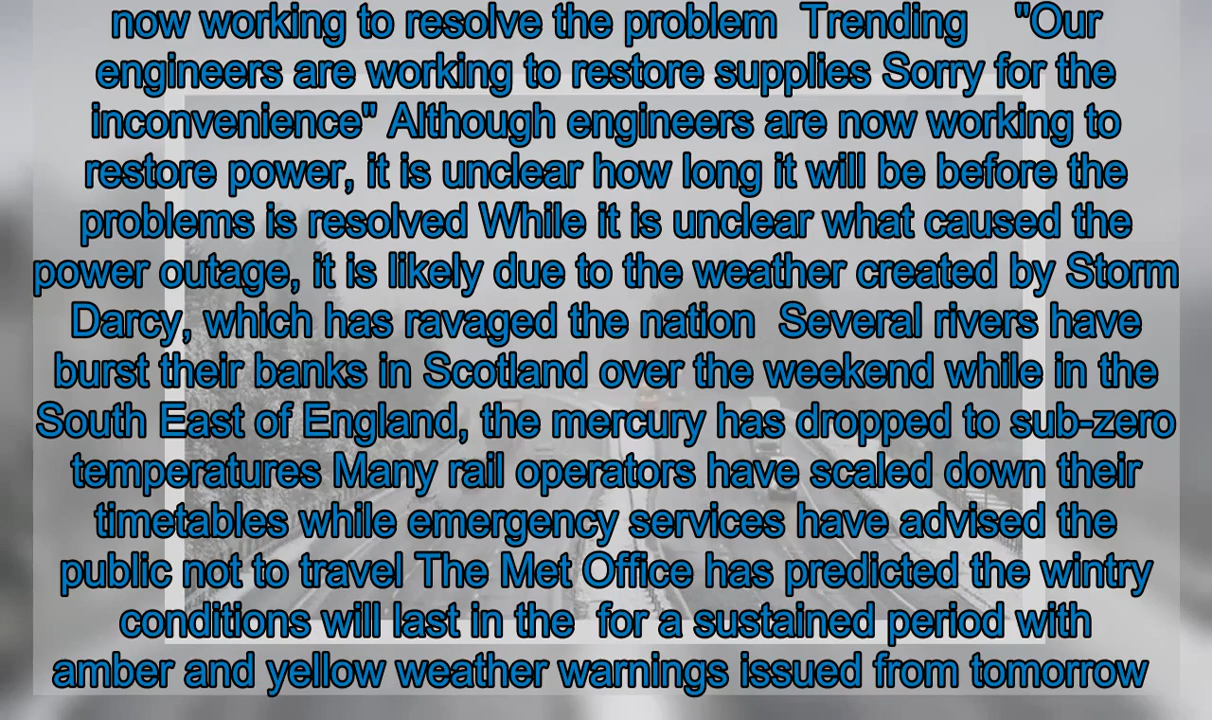 now working to resolve the problem  Trending    "Our
engineers are working to restore supplies Sorry for the
inconvenience" Although engineers are now working to
restore power, it is unclear how long it will be before the
problems is resolved While it is unclear what caused the
power outage, it is likely due to the weather created by Storm
Darcy, which has ravaged the nation  Several rivers have
burst their banks in Scotland over the weekend while in the
South East of England, the mercury has dropped to sub-zero
temperatures Many rail operators have scaled down their
timetables while emergency services have advised the
public not to travel The Met Office has predicted the wintry
conditions will last in the  for a sustained period with
amber and yellow weather warnings issued from tomorrow